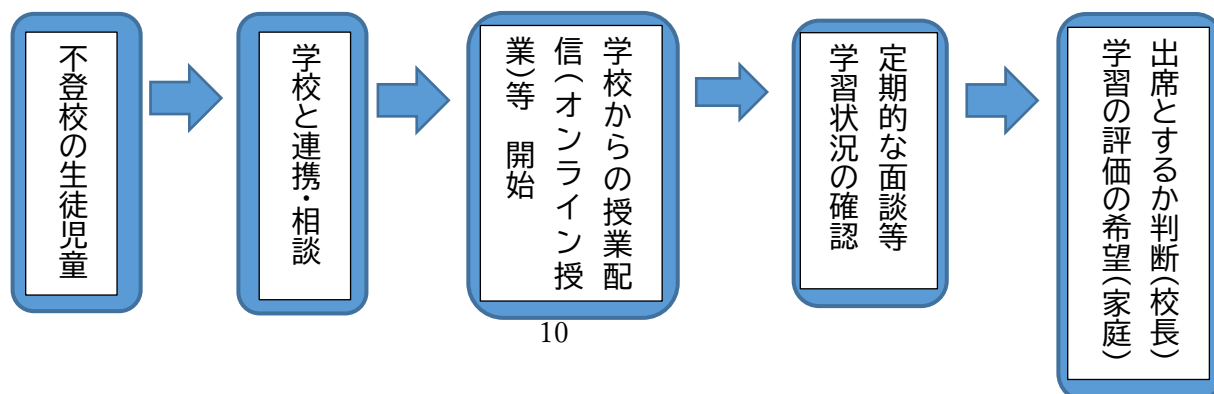 不登校の生徒児童
学校と連携・相談
学校からの授業配
信(オンライン授
業)等　開始
定期的な面談等
学習状況の確認
出席とするか判断(校長)
学習の評価の希望(家庭)
10